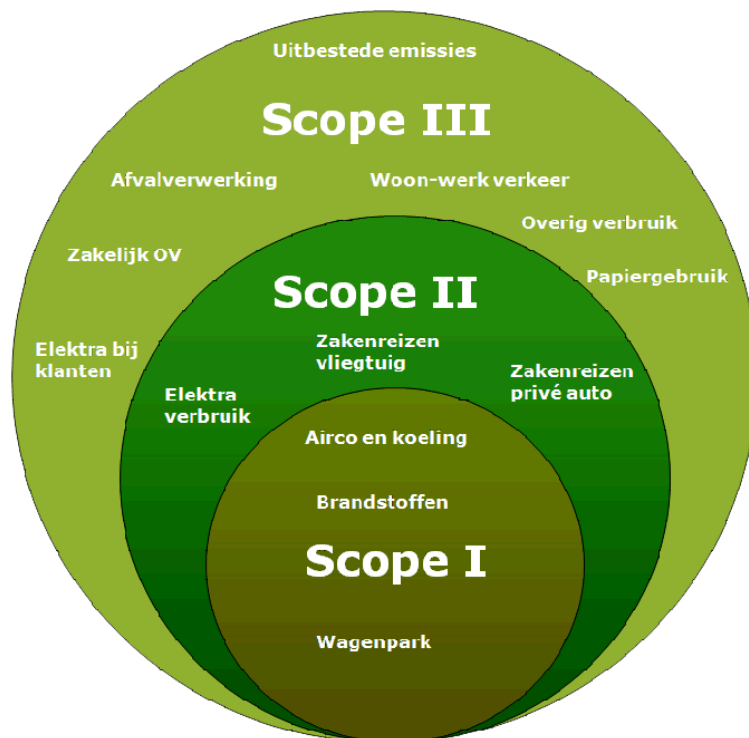 Uitbestede emissies
Scope III
Afvalverwerking
Woon-werk verkeer
Overig verbruik
Zakelijk OV
Papiergebruik
Scope II
Elektra bij
klanten
Zakenreizen
vliegtuig
Zakenreizen
privé auto
Elektra
verbruik
Airco en koeling
Brandstoffen
Scope I
Wagenpark